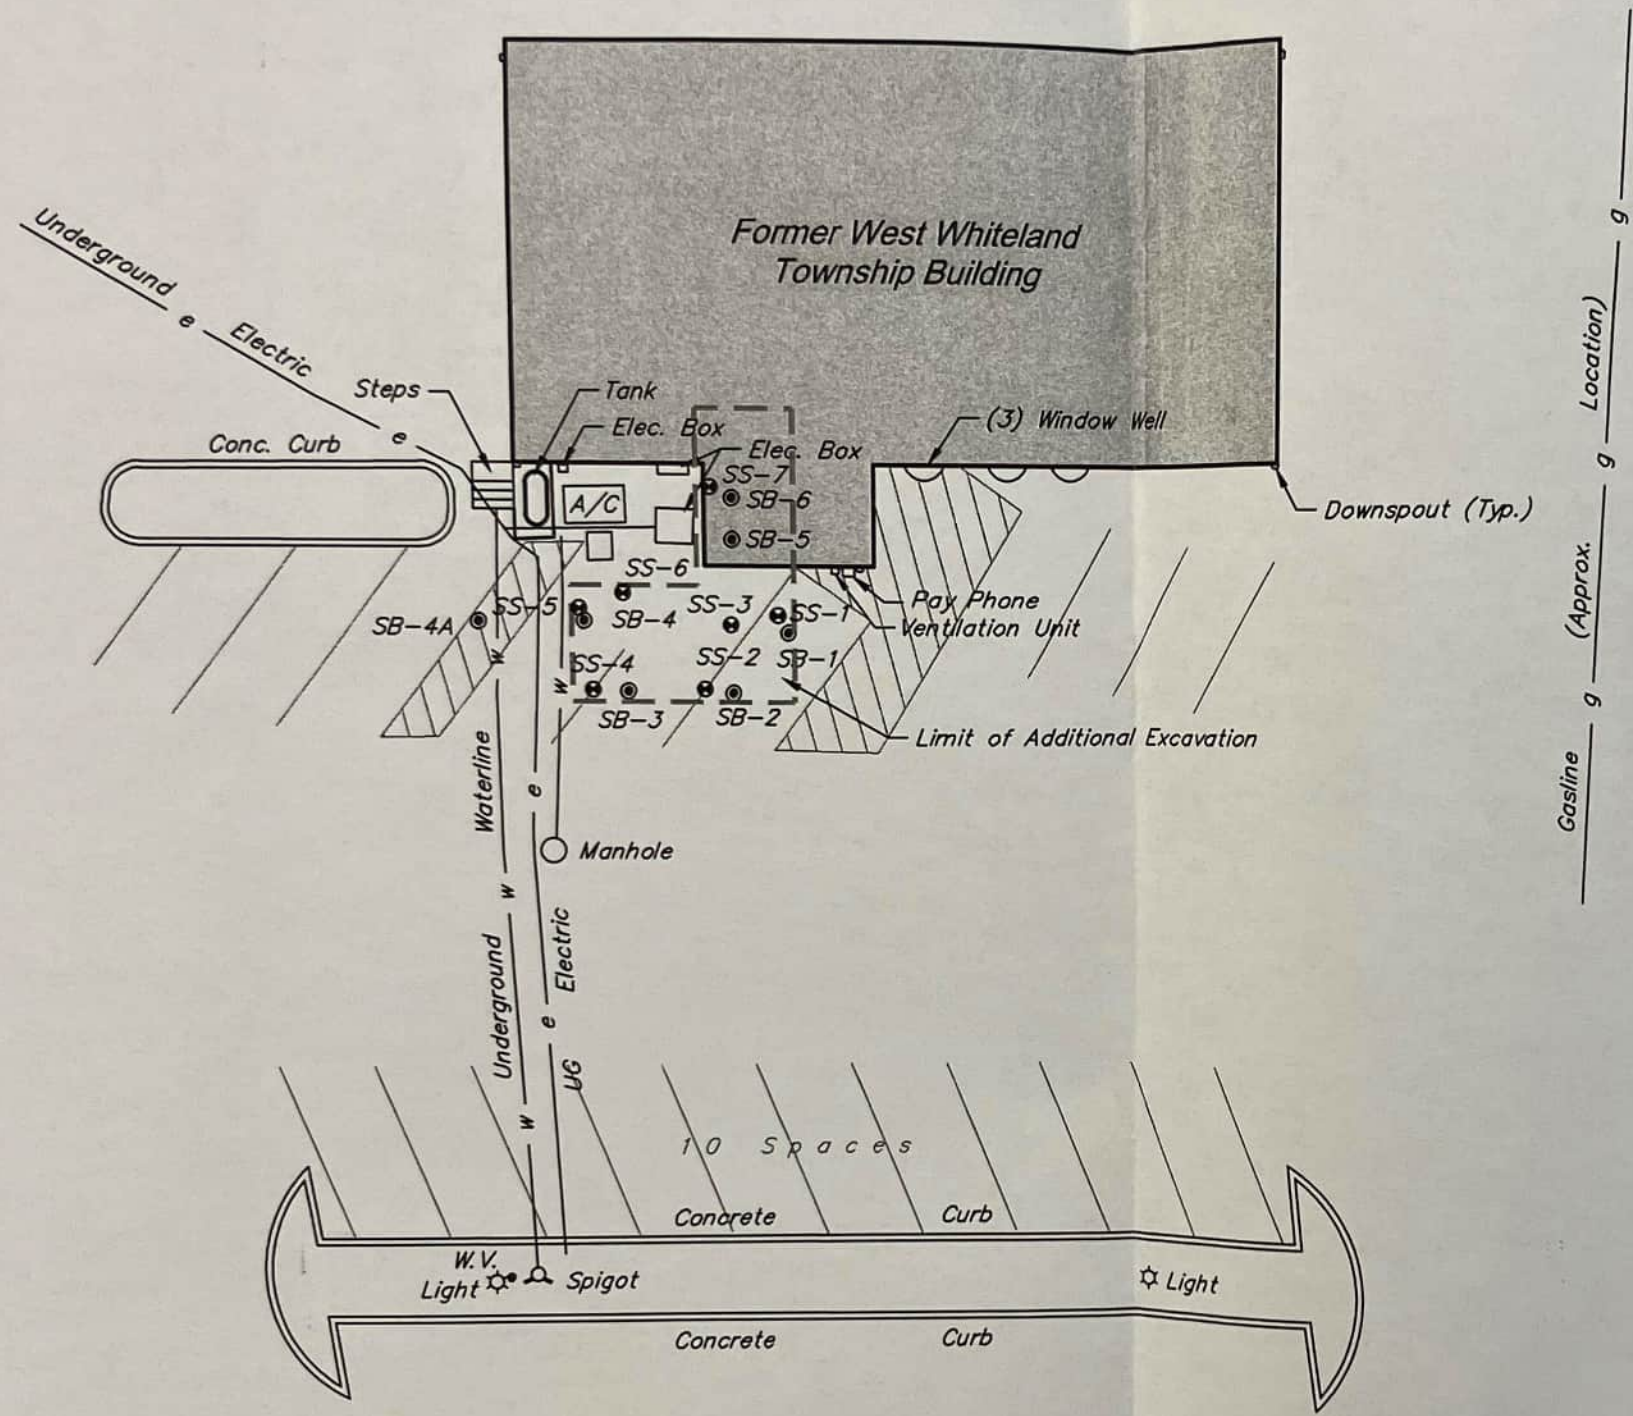 Former West Whiteland
Township Building
Underground
e
Electric
e
Steps
Tank
Elec. Box
Elec. Box
(3) Window Well
Conc. Curb
A/C
SS-7
SB-6
SB-5
Downspout (Typ.)
SS-6
SS-5
SB-4A
SB-4
SS-3
SS-1
Pay Phone
Ventilation Unit
SS-4
SS-2
SB-1
w
w
SB-3
SB-2
Limit of Additional Excavation
Underground Waterline
e
Manhole
w
UG Electric
e
w
10 Spaces
Concrete Curb
W.V.
Light
Spigot
Light
Concrete Curb
Gasline (Approx. Location)
g
g
g
g